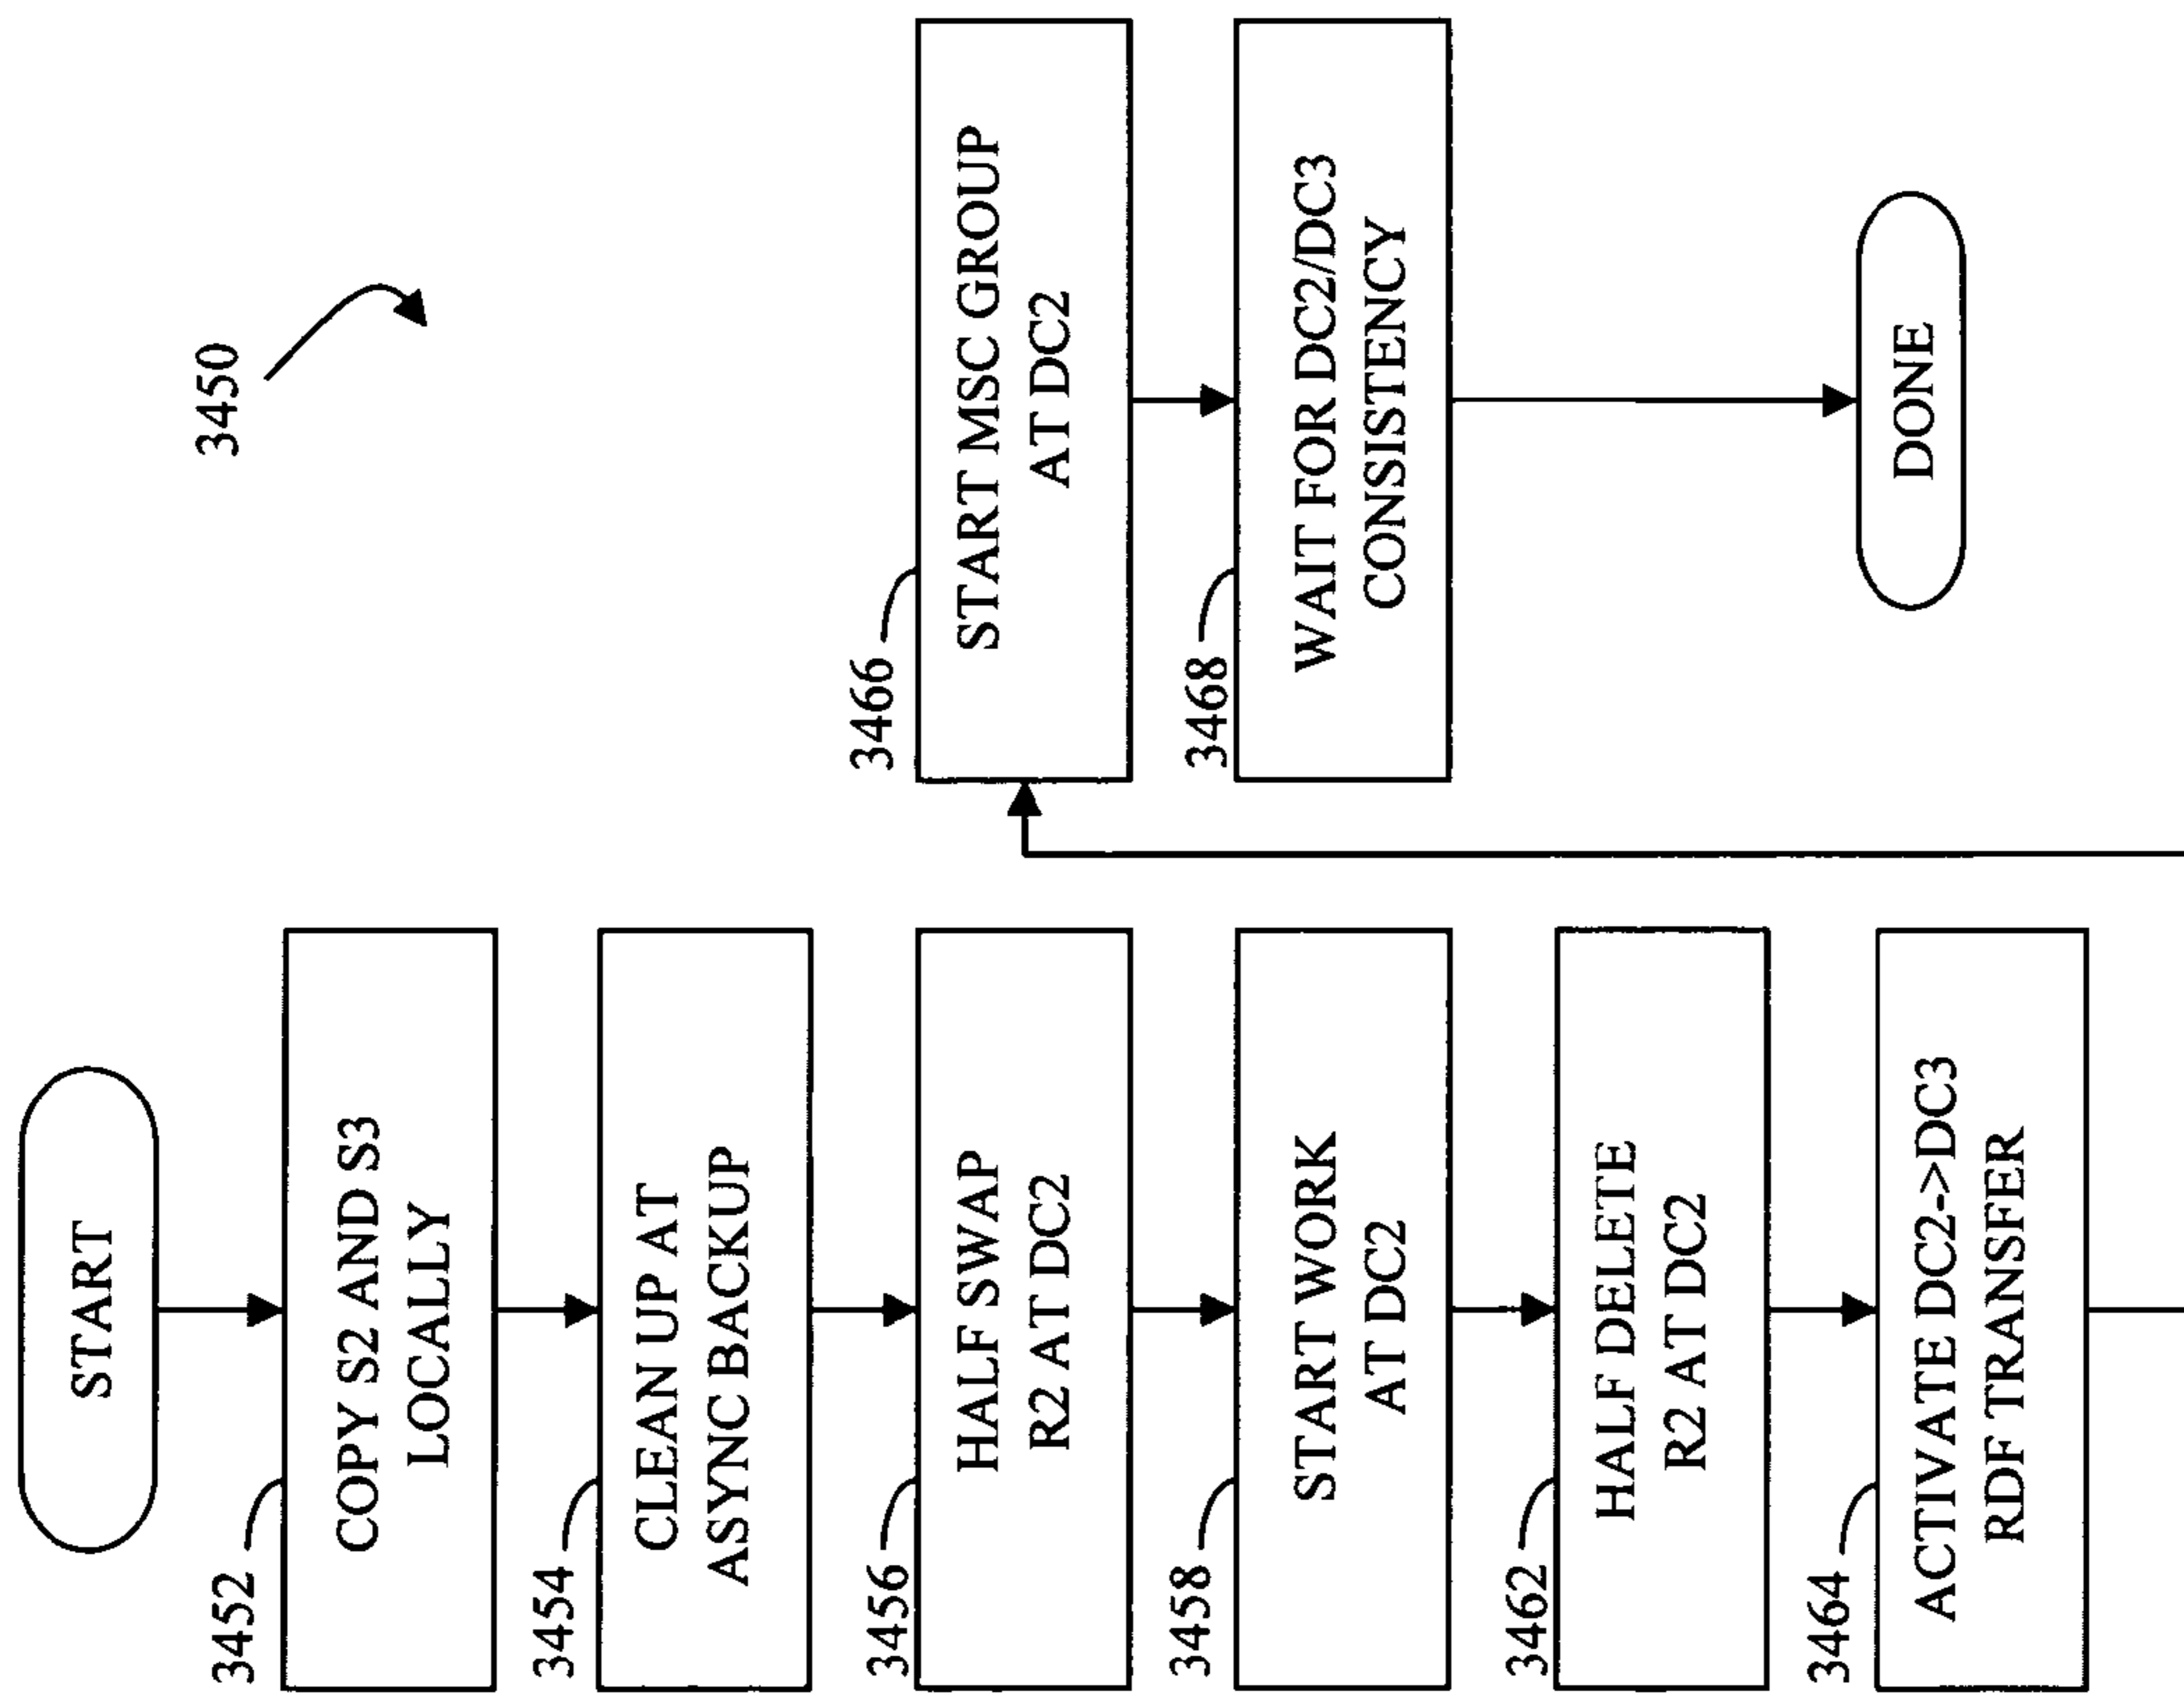 3450
START
3452
COPY S2 AND S3
LOCALLY
3454
CLEAN UP AT
ASYNC BACKUP
3456
HALF SWAP
R2 AT DC2
3458
START WORK
AT DC2
3462
HALF DELETE
R2 AT DC2
3464
ACTIVATE DC2->DC3
RDF TRANSFER
3466
START MSC GROUP
AT DC2
3468
WAIT FOR DC2/DC3
CONSISTENCY
DONE